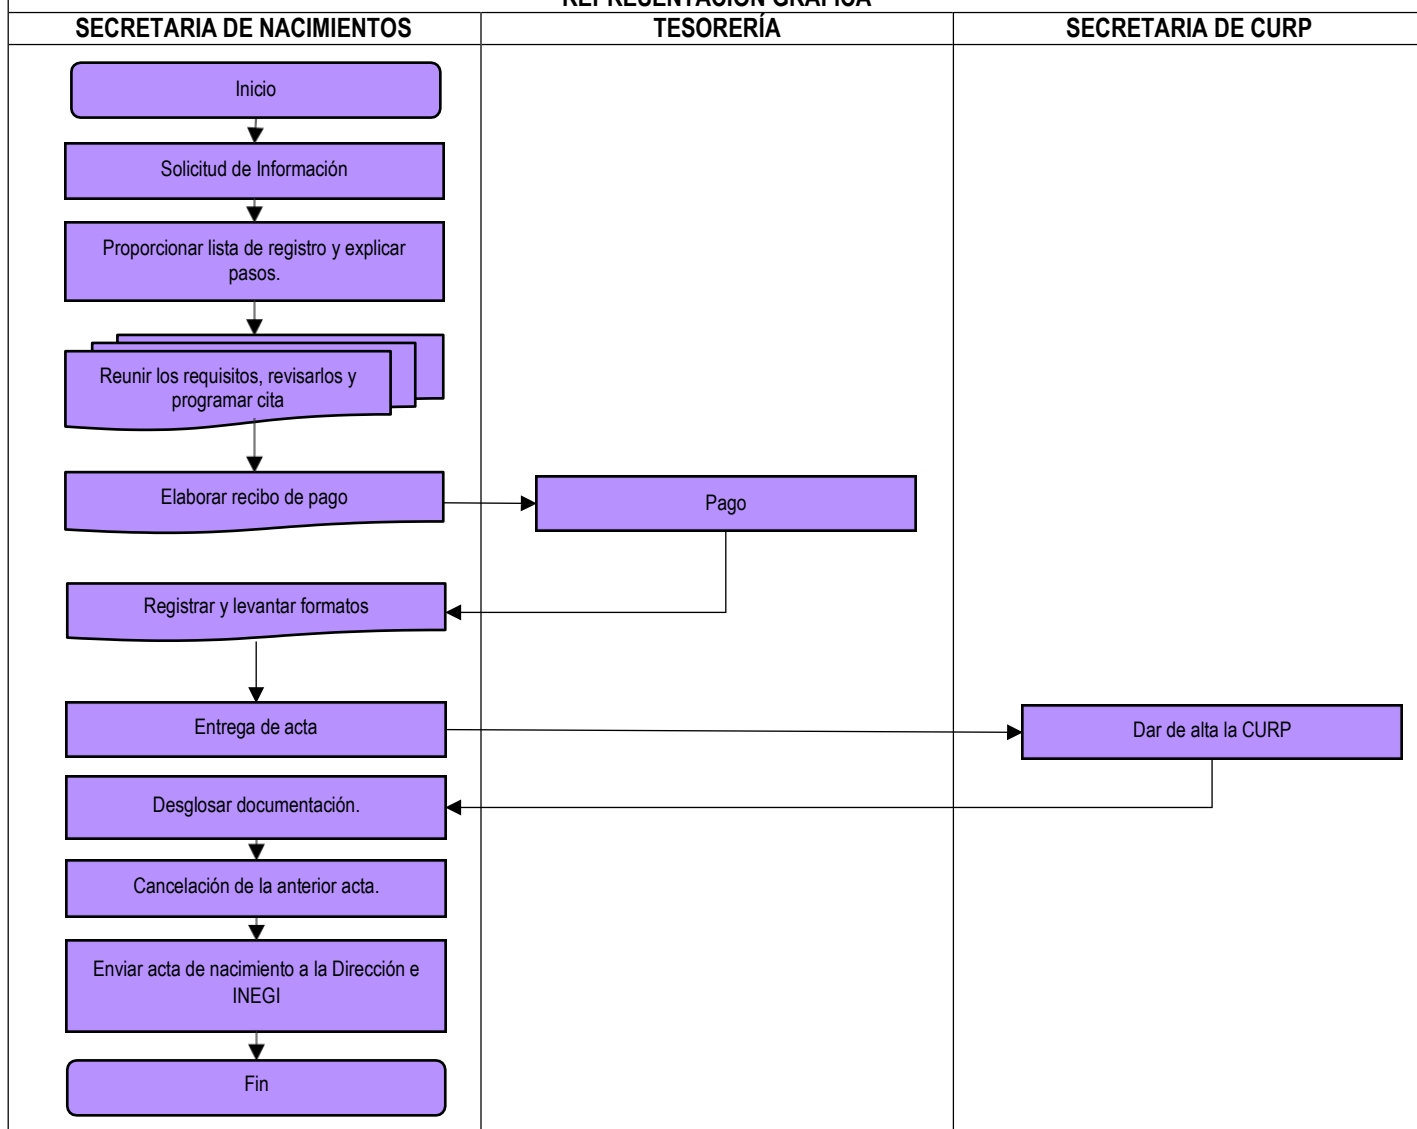 REPRESENTACIÓN GRÁFICA
SECRETARIA DE NACIMIENTOS
TESORERÍA
SECRETARIA DE CURP
Inicio
Solicitud de Información
Proporcionar lista de registro y explicar
pasos.
Reunir los requisitos, revisarlos y
programar cita
Elaborar recibo de pago
Pago
Registrar y levantar formatos
Entrega de acta
Dar de alta la CURP
Desglosar documentación.
Cancelación de la anterior acta.
Enviar acta de nacimiento a la Dirección e
INEGI
Fin